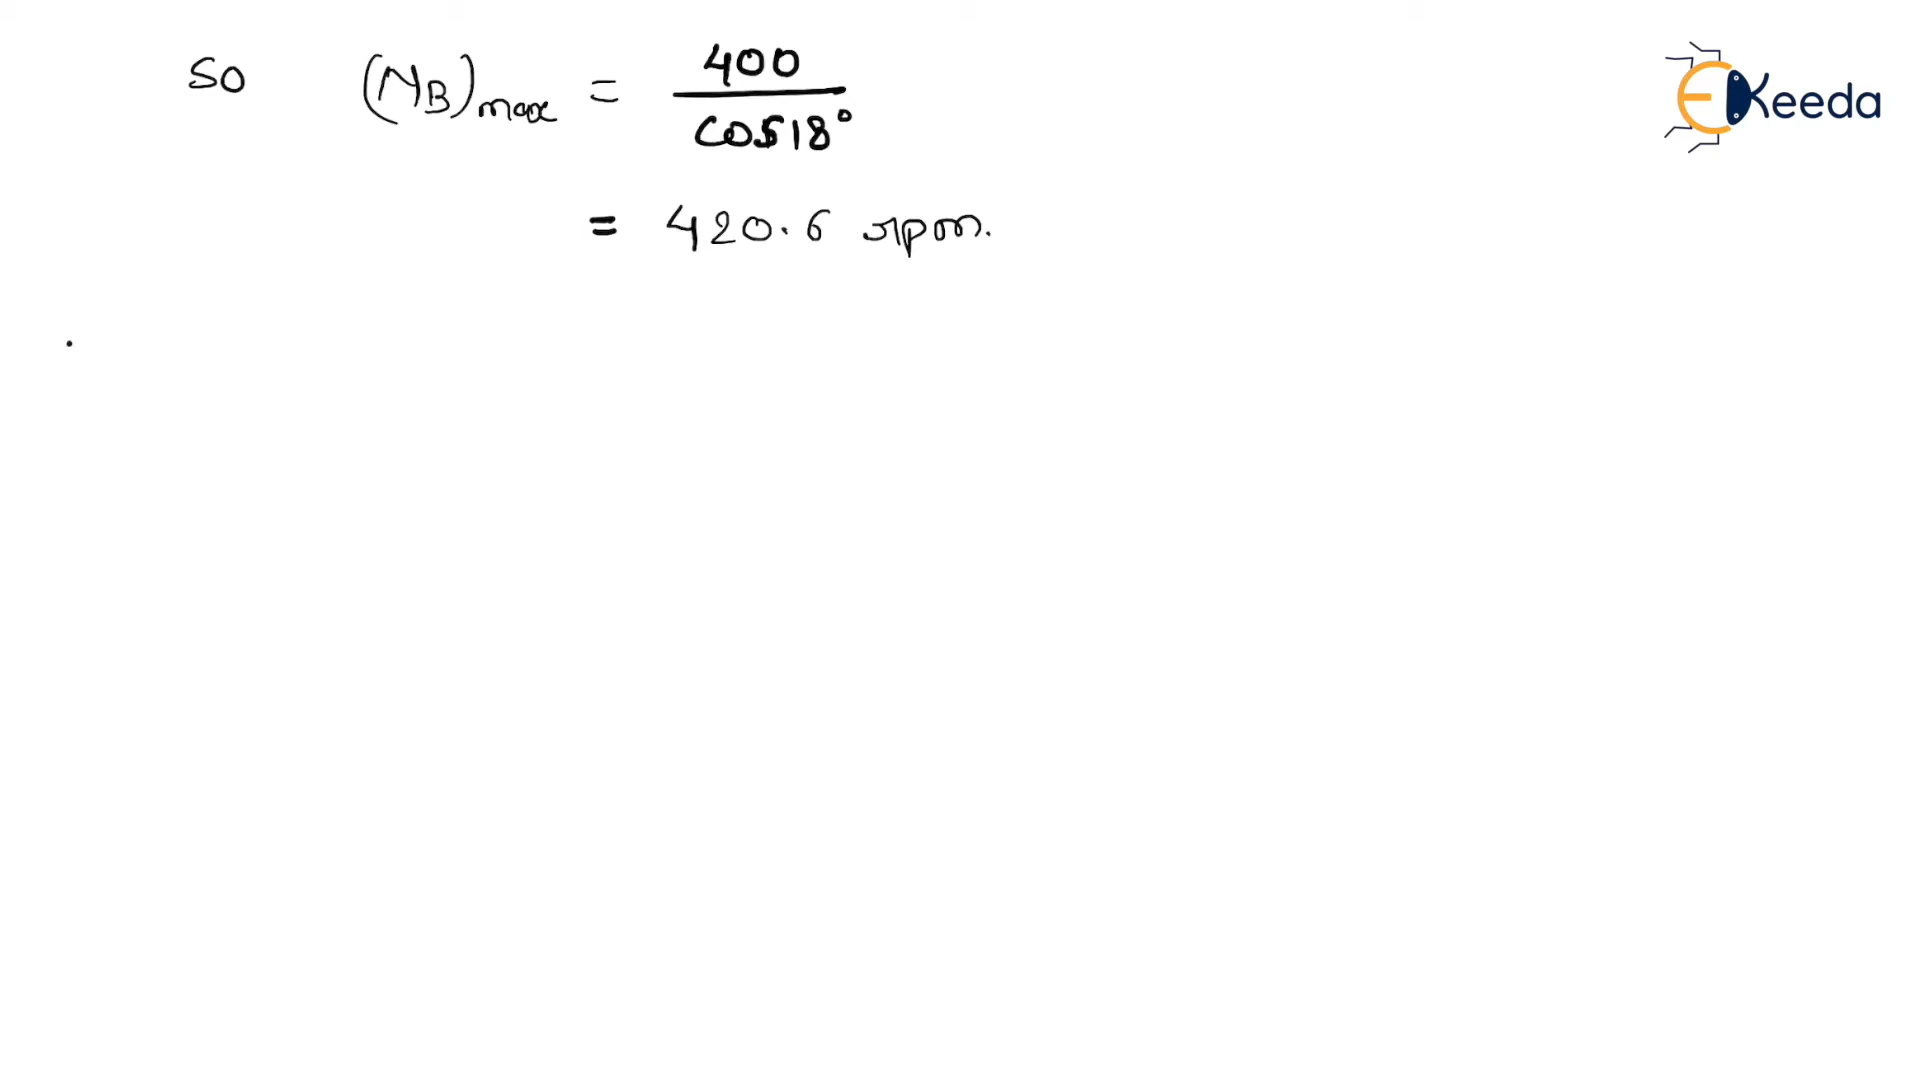 So (NB)max = 400 / cos18°
= 420.6 rpm.
EKeeda